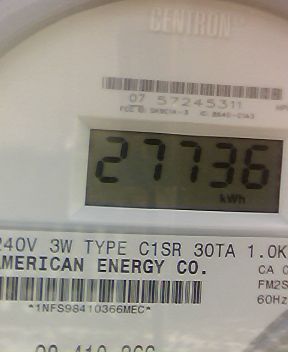 CENTRON
07 57245311
27736
kWh
240V 3W TYPE C1SR 30TA 1.0K
AMERICAN ENERGY CO.
CA 0
FM2S
60Hz
*1NFS98410366MEC*